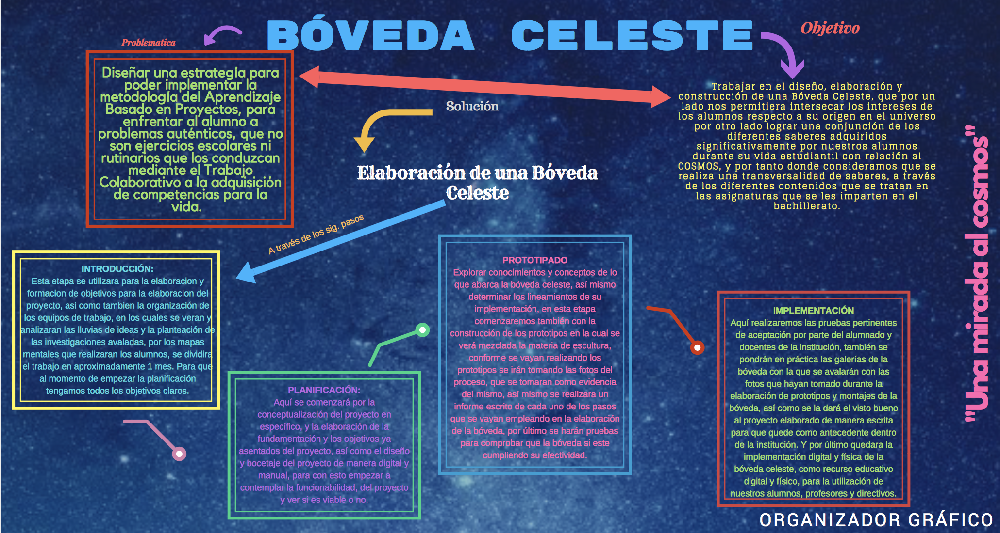 BÓVEDA CELESTE
Problematica
Diseñar una estrategía para
poder implementar la
metodología del Aprendizaje
Basado en Proyectos, para
enfrentar al alumno a
problemas auténticos, que no
son ejercicios escolares ni
rutinarios que los conduzcan
mediante el Trabajo
Colaborativo a la adquisición
de competencias para la
vida.
Objetivo
Trabajar en el diseño, elaboración y
construcción de una Bóveda Celeste, que por un
lado nos permitiera intersecar los intereses de
los alumnos respecto a su origen en el universo
por otro lado lograr una conjunción de los
diferentes saberes adquiridos
significativamente por nuestros alumnos
durante su vida estudiantil con relación al
COSMOS, y por tanto donde consideramos que se
realiza una transversalidad de saberes, a través
de los diferentes contenidos que se tratan en
las asignaturas que se les imparten en el
bachillerato.
Solución
Elaboración de una Bóveda
Celeste
A través de los sig. pasos
INTRODUCCIÓN:
Esta etapa se utilizara para la elaboracion y
formacion de objetivos para la elaboracion del
proyecto, asi como tambien la organización de
los equipos de trabajo, en los cuales se veran y
analizaran las lluvias de ideas y la planteación de
las investigaciones avaladas, por los mapas
mentales que realizaran los alumnos, se dividira
el trabajo en aproximadamente 1 mes. Para que
al momento de empezar la planificación
tengamos todos los objetivos claros.
PLANIFICACIÓN:
Aquí se comenzará por la
conceptualización del proyecto en
específico, y la elaboración de la
fundamentación y los objetivos ya
asentados del proyecto, así como el diseño
y bocetaje del proyecto de manera digital y
manual, para con esto empezar a
contemplar la funcionabilidad, del proyecto
y ver si es viable o no.
PROTOTIPADO
Explorar conocimientos y conceptos de lo
que abarca la bóveda celeste, así mismo
determinar los lineamientos de su
implementación, en esta etapa
comenzaremos también con la
construcción de los prototipos en la cual se
verá mezclada la materia de escultura,
conforme se vayan realizando los
prototipos se irán tomando las fotos del
proceso, que se tomaran como evidencia
del mismo, así mismo se realizara un
informe escrito de cada uno de los pasos
que se vayan empleando en la elaboración
de la bóveda, por último se harán pruebas
para comprobar que la bóveda si este
cumpliendo su efectividad.
IMPLEMENTACIÓN
Aquí realizaremos las pruebas pertinentes
de aceptación por parte del alumnado y
docentes de la institución, también se
pondrán en práctica las galerías de la
bóveda con la que se avalarán con las
fotos que hayan tomado durante la
elaboración de prototipos y montajes de la
bóveda, así como se la dará el visto bueno
al proyecto elaborado de manera escrita
para que quede como antecedente dentro
de la institución. Y por último quedara la
implementación digital y física de la
bóveda celeste, como recurso educativo
digital y físico, para la utilización de
nuestros alumnos, profesores y directivos.
"Una mirada al cosmos"
ORGANIZADOR GRÁFICO